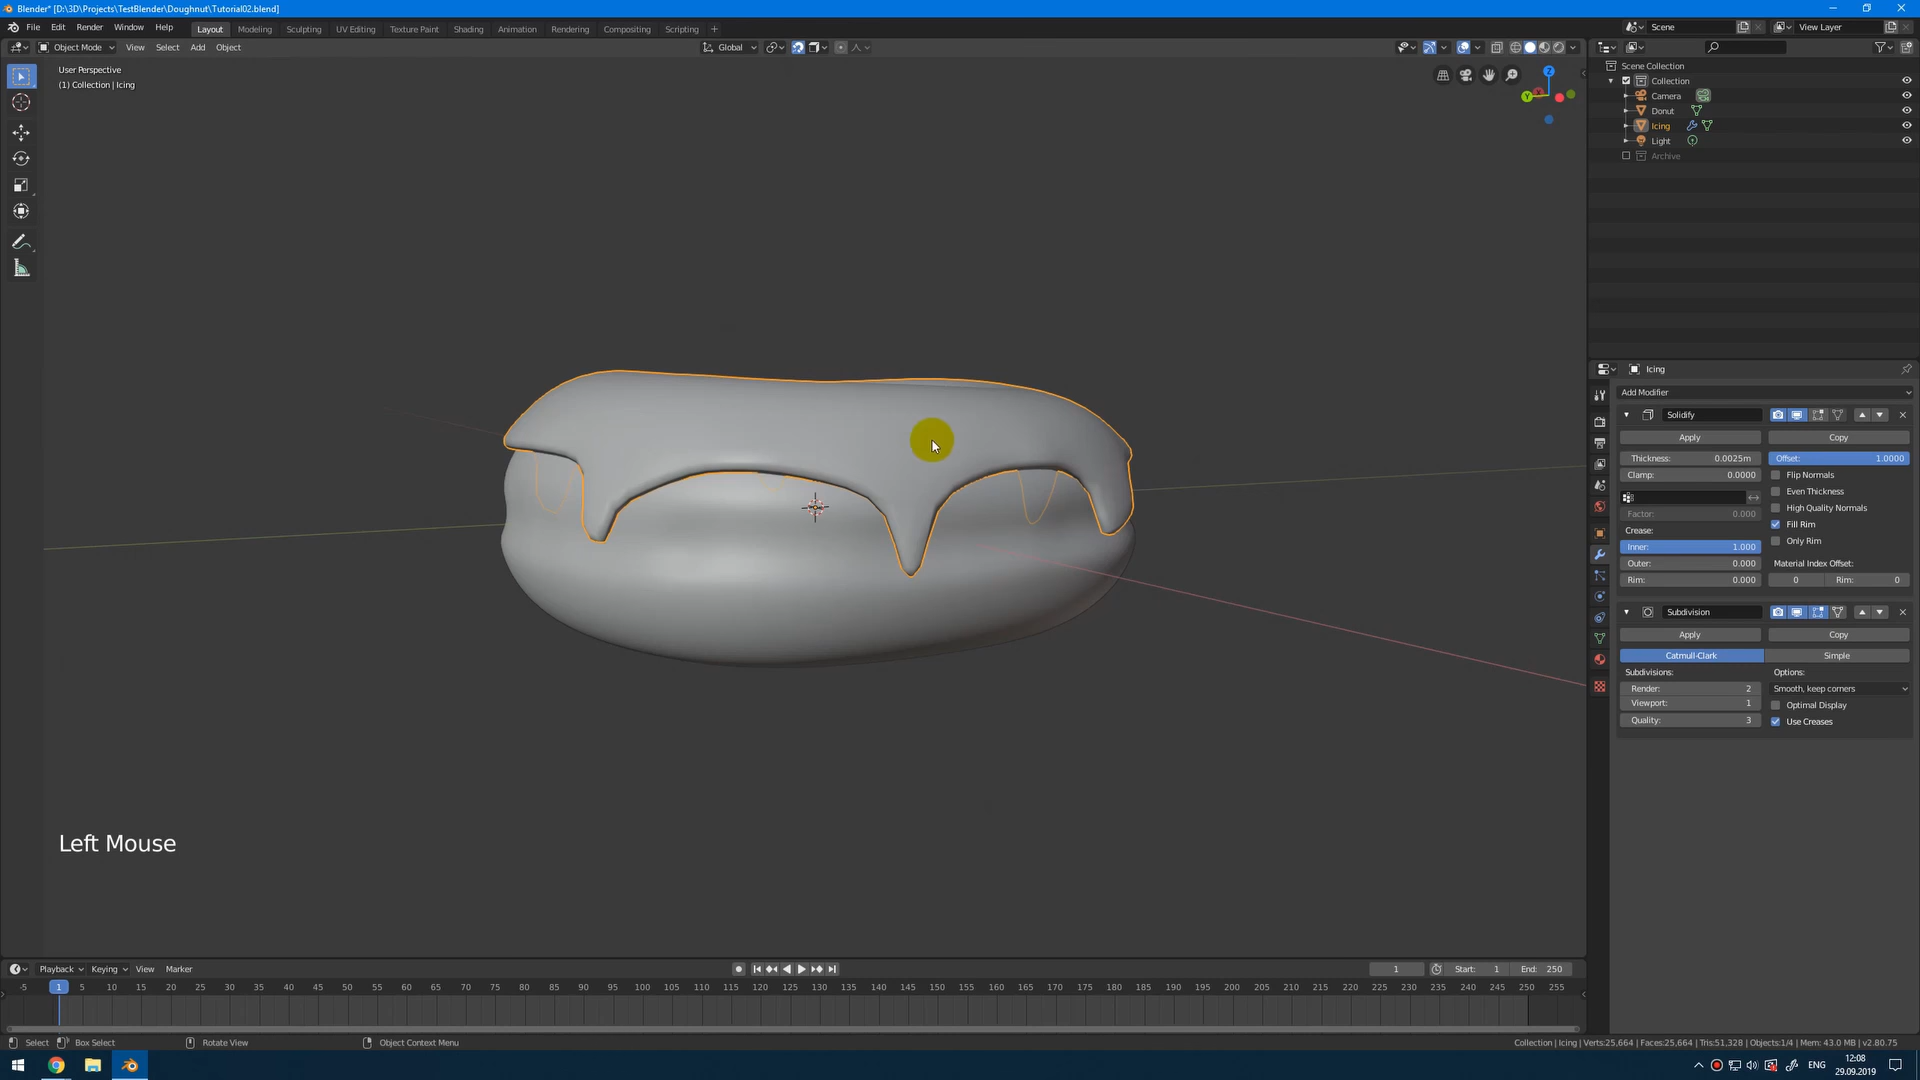 Blender* [D:\3D\Projects\TestBlender\Doughnut\Tutorial02.blend]
File Edit Render Window Help
Layout Modeling Sculpting UV Editing Texture Paint Shading Animation Rendering Compositing Scripting +
Scene
View Layer
Object Mode View Select Add Object
Global
User Perspective
(1) Collection | Icing
Scene Collection
Collection
Camera
Donut
Icing
Light
Archive
Icing
Add Modifier
Solidify
Apply Copy
Thickness: 0.0025m Offset: 1.0000
Clamp: 0.0000 Flip Normals
Even Thickness
High Quality Normals
Factor: 0.000
Fill Rim
Crease:
Only Rim
Inner: 1.000
Outer: 0.000 Material Index Offset:
Rim: 0.000 0 Rim: 0
Subdivision
Apply Copy
Catmull-Clark Simple
Subdivisions: Options:
Render: 2 Smooth, keep corners
Viewport: 1 Optimal Display
Quality: 3 Use Creases
Z
Y
Left Mouse
Playback Keying View Marker
1 Start: 1 End: 250
-5 1 5 10 15 20 25 30 35 40 45 50 55 60 65 70 75 80 85 90 95 100 105 110 115 120 125 130 135 140 145 150 155 160 165 170 175 180 185 190 195 200 205 210 215 220 225 230 235 240 245 250 255
Select Box Select Rotate View Object Context Menu
Collection | Icing | Verts:25,664 | Faces:25,664 | Tris:51,328 | Objects:1/4 | Mem: 43.0 MB | v2.80.75
ENG
12:08
29.09.2019